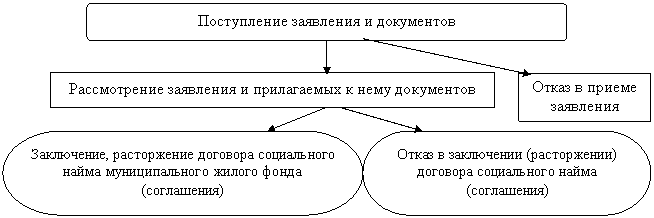 Поступление заявления и документов
Рассмотрение заявления и прилагаемых к нему документов
Отказ в приеме
заявления
Заключение, расторжение договора социального
найма муниципального жилого фонда
(соглашения)
Отказ в заключении (расторжении)
договора социального найма
(соглашения)